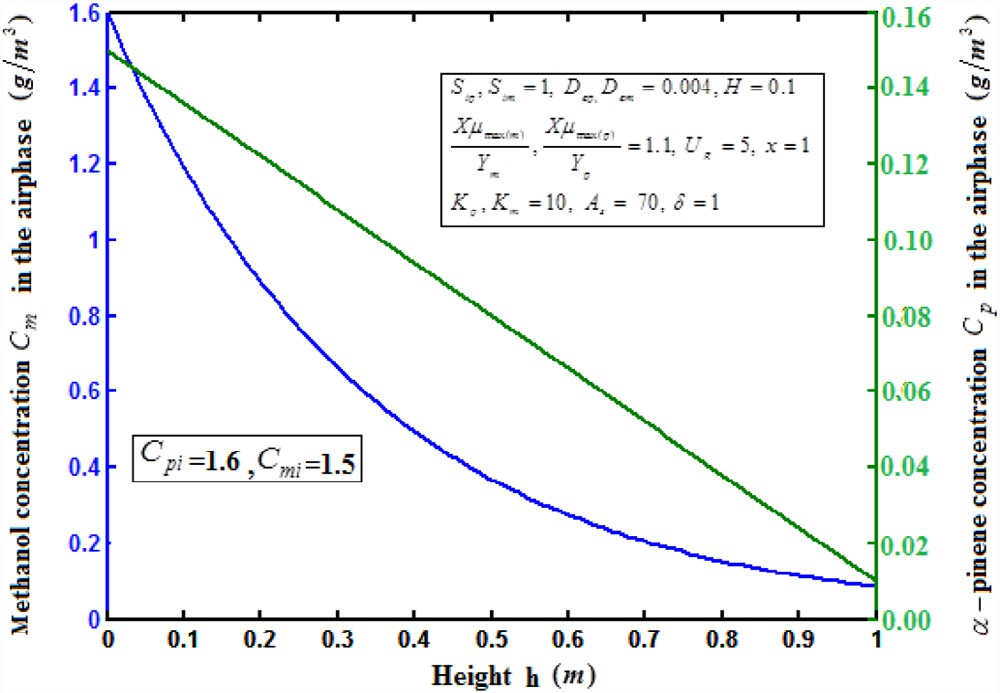 Methanol concentration C_m in the airphase (g/m³)
1.6
1.4
1.2
1
0.8
0.6
0.4
0.2
0
S_ip, S_im = 1, D_ep, D_em = 0.004, H = 0.1
Xμ_max(m)/Y_m, Xμ_max(p)/Y_p = 1.1, U_g = 5, x = 1
K_p, K_m = 10, A_s = 70, δ = 1
C_pi =1.6 , C_mi =1.5
0.16
0.14
0.12
0.10
0.08
0.06
0.04
0.02
0.00
α−pinene concentration C_p in the airphase (g/m³)
0 0.1 0.2 0.3 0.4 0.5 0.6 0.7 0.8 0.9 1
Height h (m)